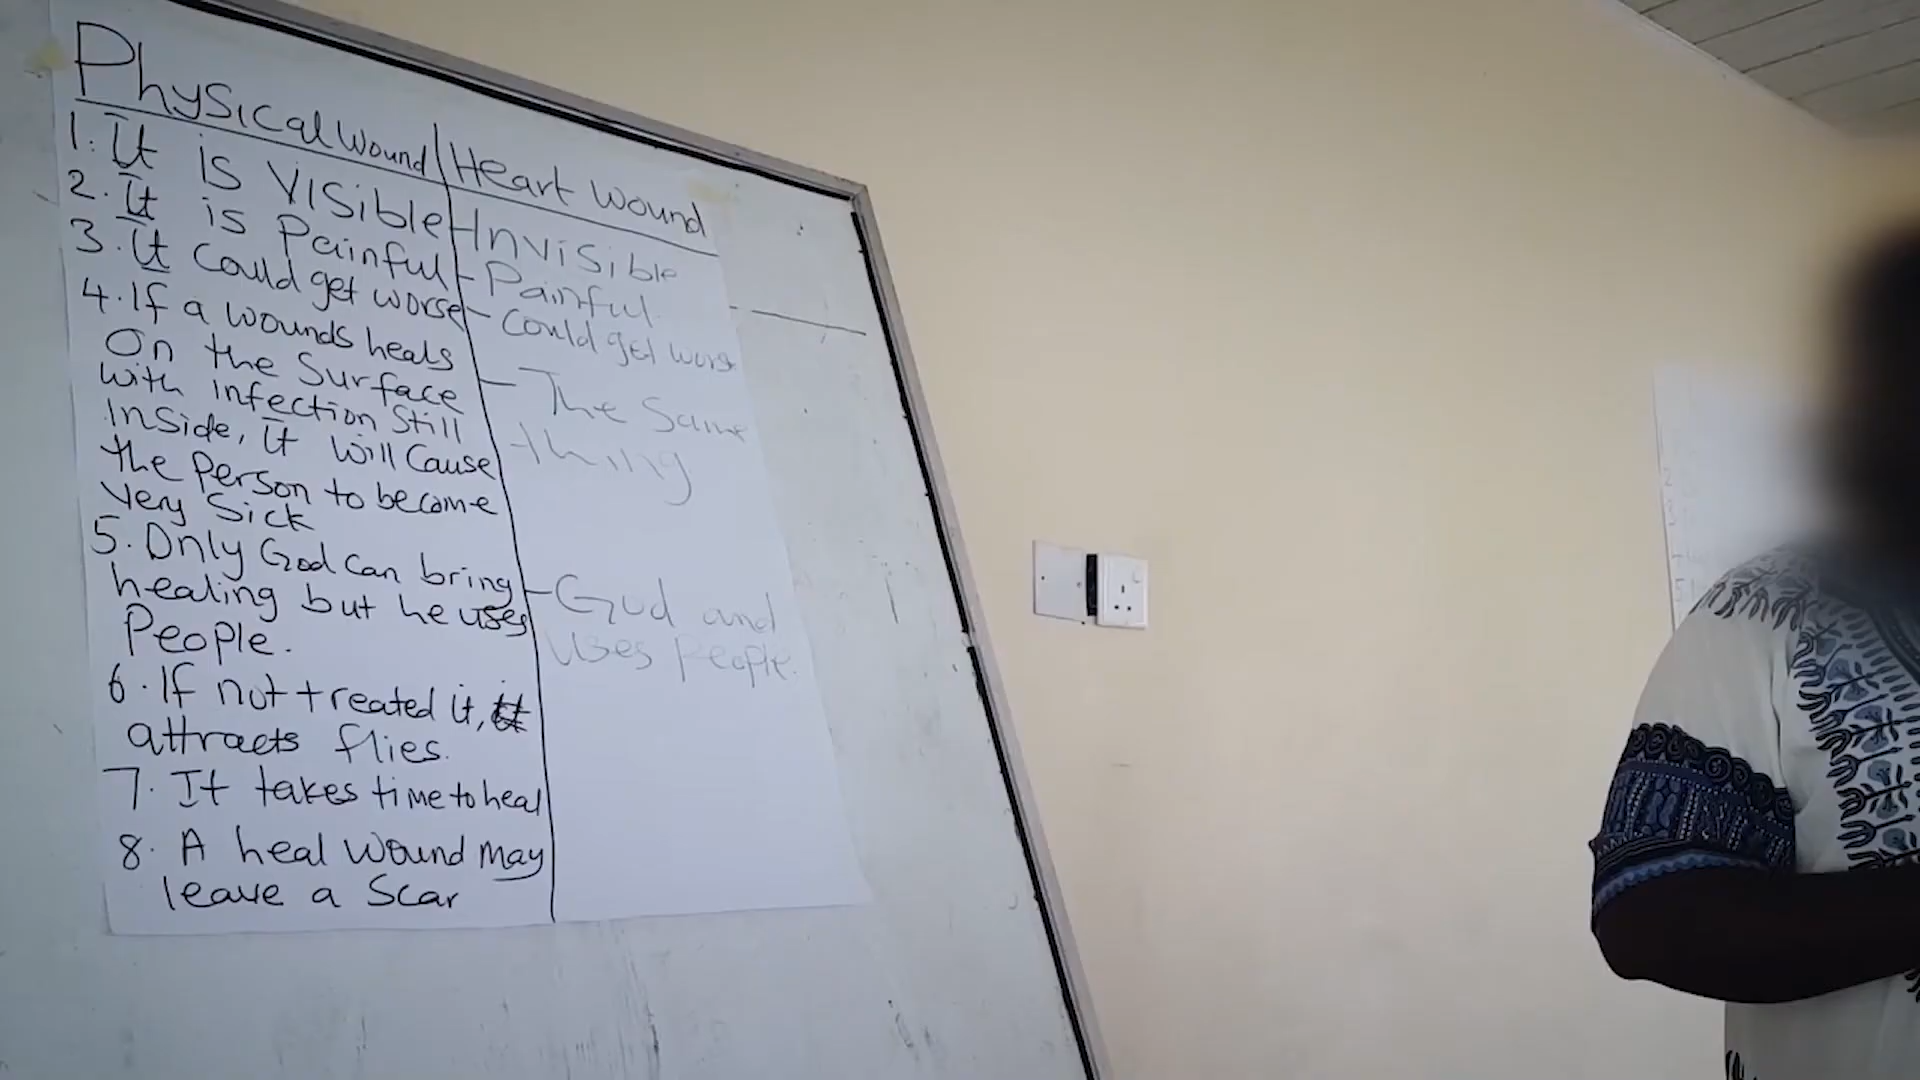 Physical Wound
1. It is Visible
2. It is Painful
3. It Could get worse
4. If a wounds heals
On the Surface
with infection Still
Inside, It Will Cause
the Person to become
Very Sick
5. Only God can bring
healing but he uses
People.
6. If not treated it, it
attracts flies.
7. It takes time to heal
8. A heal Wound May
leave a Scar
Heart Wound
- Invisible
- Painful
- Could get worse
- The Same
thing
- God and
Uses people.